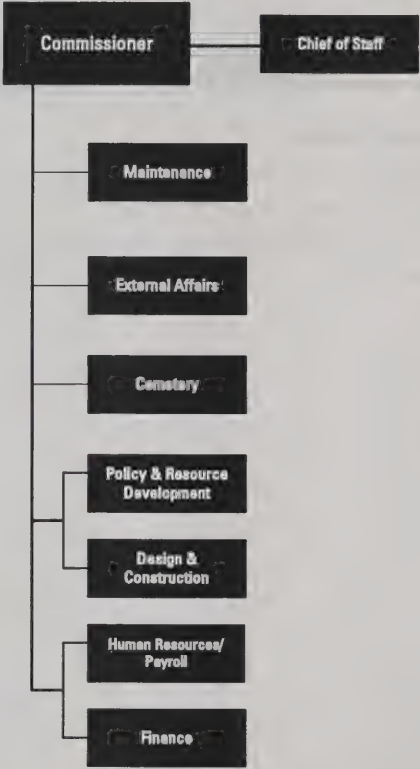 Commissioner
Chief of Staff
Maintenance
External Affairs
Cemetery
Policy & Resource
Development
Design &
Construction
Human Resources/
Payroll
Finance